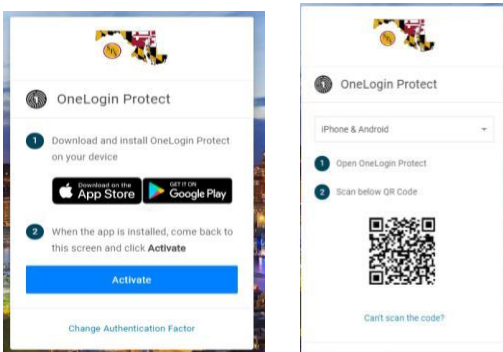 OneLogin Protect
1 Download and install OneLogin Protect
on your device
Download on the
App Store
GET IT ON
Google Play
2 When the app is installed, come back to
this screen and click Activate
Activate
Change Authentication Factor
OneLogin Protect
iPhone & Android
1 Open OneLogin Protect
2 Scan below QR Code
Can't scan the code?